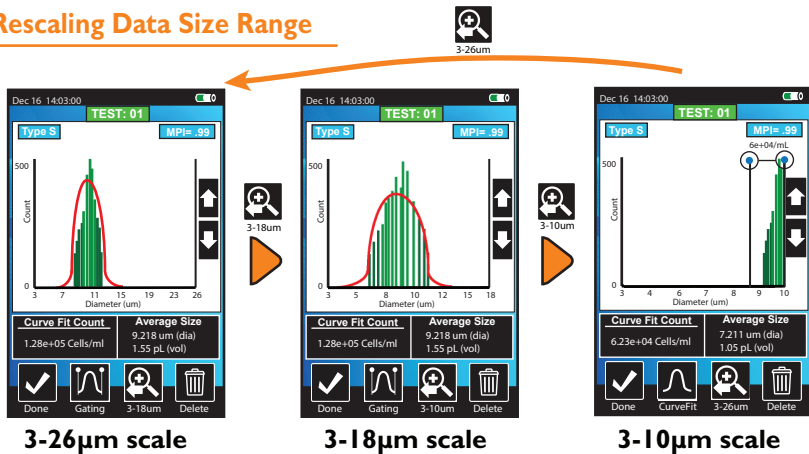 Rescaling Data Size Range
3-26um
Dec 16 14:03:00
TEST: 01
Type S
MPI= .99
500
Count
0
3 7 11 15 19 23 26
Diameter (um)
Curve Fit Count
1.28e+05 Cells/ml
Average Size
9.218 um (dia)
1.55 pL (vol)
Done Gating 3-18um Delete
3-26µm scale
3-18um
Dec 16 14:03:00
TEST: 01
Type S
MPI= .99
500
Count
0
3 5 8 10 12 15 18
Diameter (um)
Curve Fit Count
1.28e+05 Cells/ml
Average Size
9.218 um (dia)
1.55 pL (vol)
Done Gating 3-10um Delete
3-18µm scale
3-10um
Dec 16 14:03:00
TEST: 01
Type S
MPI= .99
6e+04/mL
500
Count
0
3 4 6 7 8 9 10
Diameter (um)
Curve Fit Count
6.23e+04 Cells/ml
Average Size
7.211 um (dia)
1.05 pL (vol)
Done CurveFit 3-26um Delete
3-10µm scale